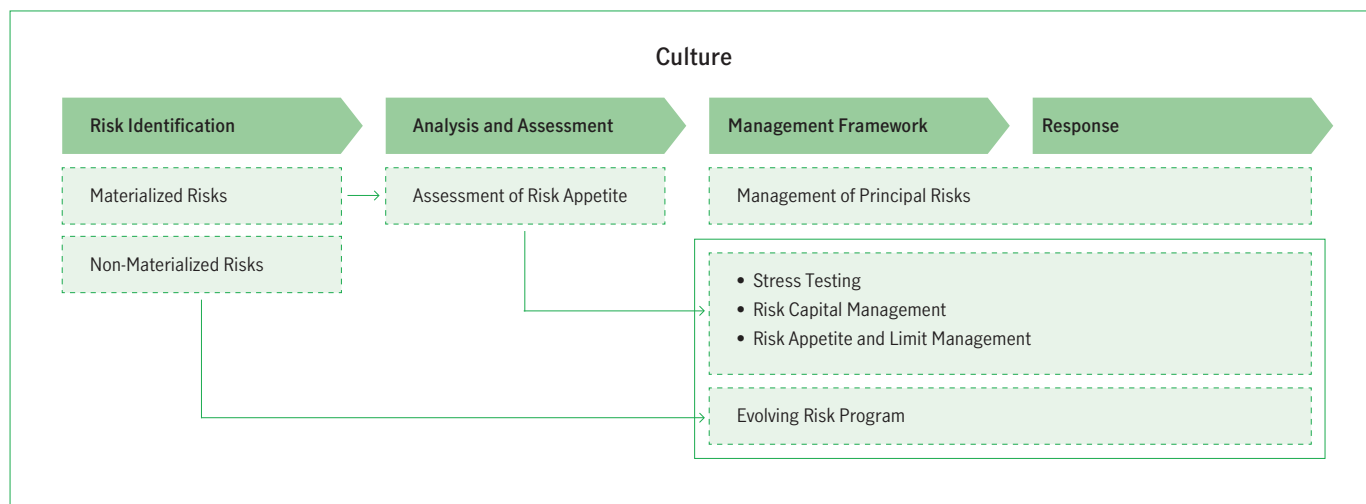 Culture
Risk Identification
Analysis and Assessment
Management Framework
Response
Materialized Risks
Assessment of Risk Appetite
Management of Principal Risks
Non-Materialized Risks
• Stress Testing
• Risk Capital Management
• Risk Appetite and Limit Management
Evolving Risk Program